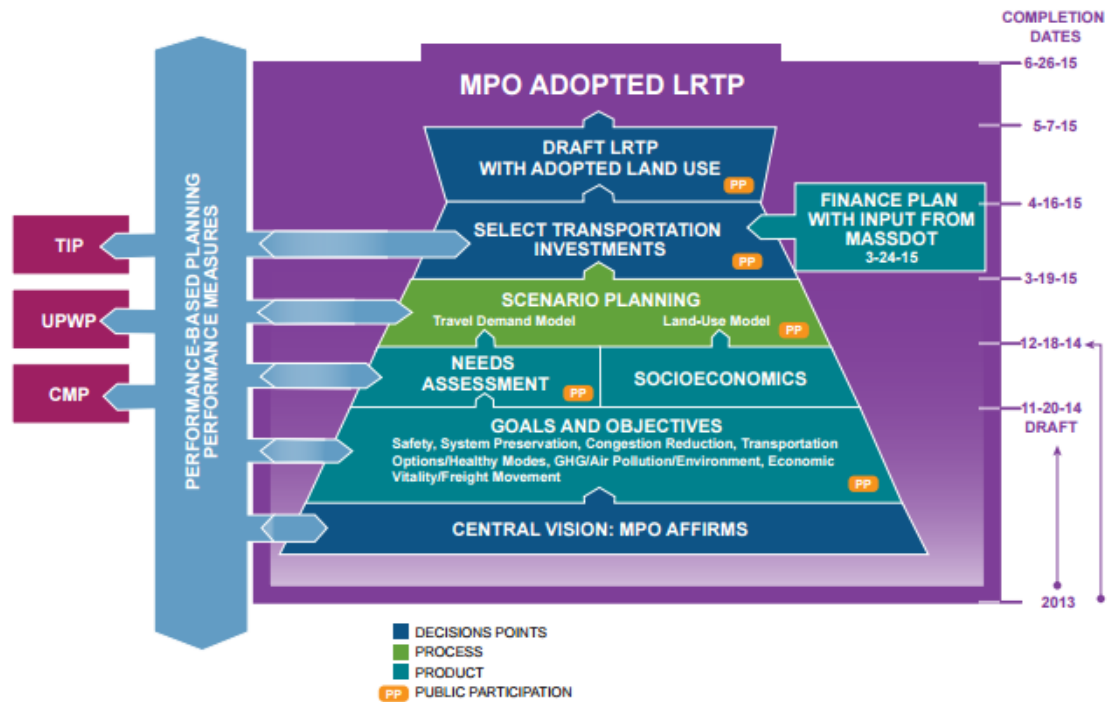 COMPLETION
DATES
6-26-15
MPO ADOPTED LRTP
5-7-15
DRAFT LRTP
WITH ADOPTED LAND USE
PP
4-16-15
FINANCE PLAN
WITH INPUT FROM
MASSDOT
3-24-15
SELECT TRANSPORTATION
INVESTMENTS
PP
3-19-15
TIP
UPWP
CMP
PERFORMANCE-BASED PLANNING
PERFORMANCE MEASURES
SCENARIO PLANNING
Travel Demand Model
Land-Use Model
PP
12-18-14
NEEDS
ASSESSMENT
PP
SOCIOECONOMICS
11-20-14
DRAFT
GOALS AND OBJECTIVES
Safety, System Preservation, Congestion Reduction, Transportation
Options/Healthy Modes, GHG/Air Pollution/Environment, Economic
Vitality/Freight Movement
PP
CENTRAL VISION: MPO AFFIRMS
2013
DECISIONS POINTS
PROCESS
PRODUCT
PP PUBLIC PARTICIPATION